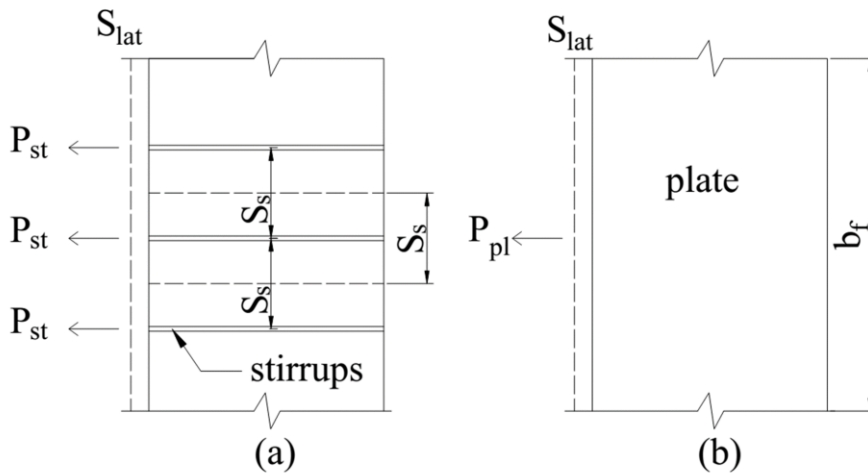 S_lat
P_st
P_st
P_st
S_s
S_s
S_s
stirrups
(a)
S_lat
P_pl
plate
b_f
(b)